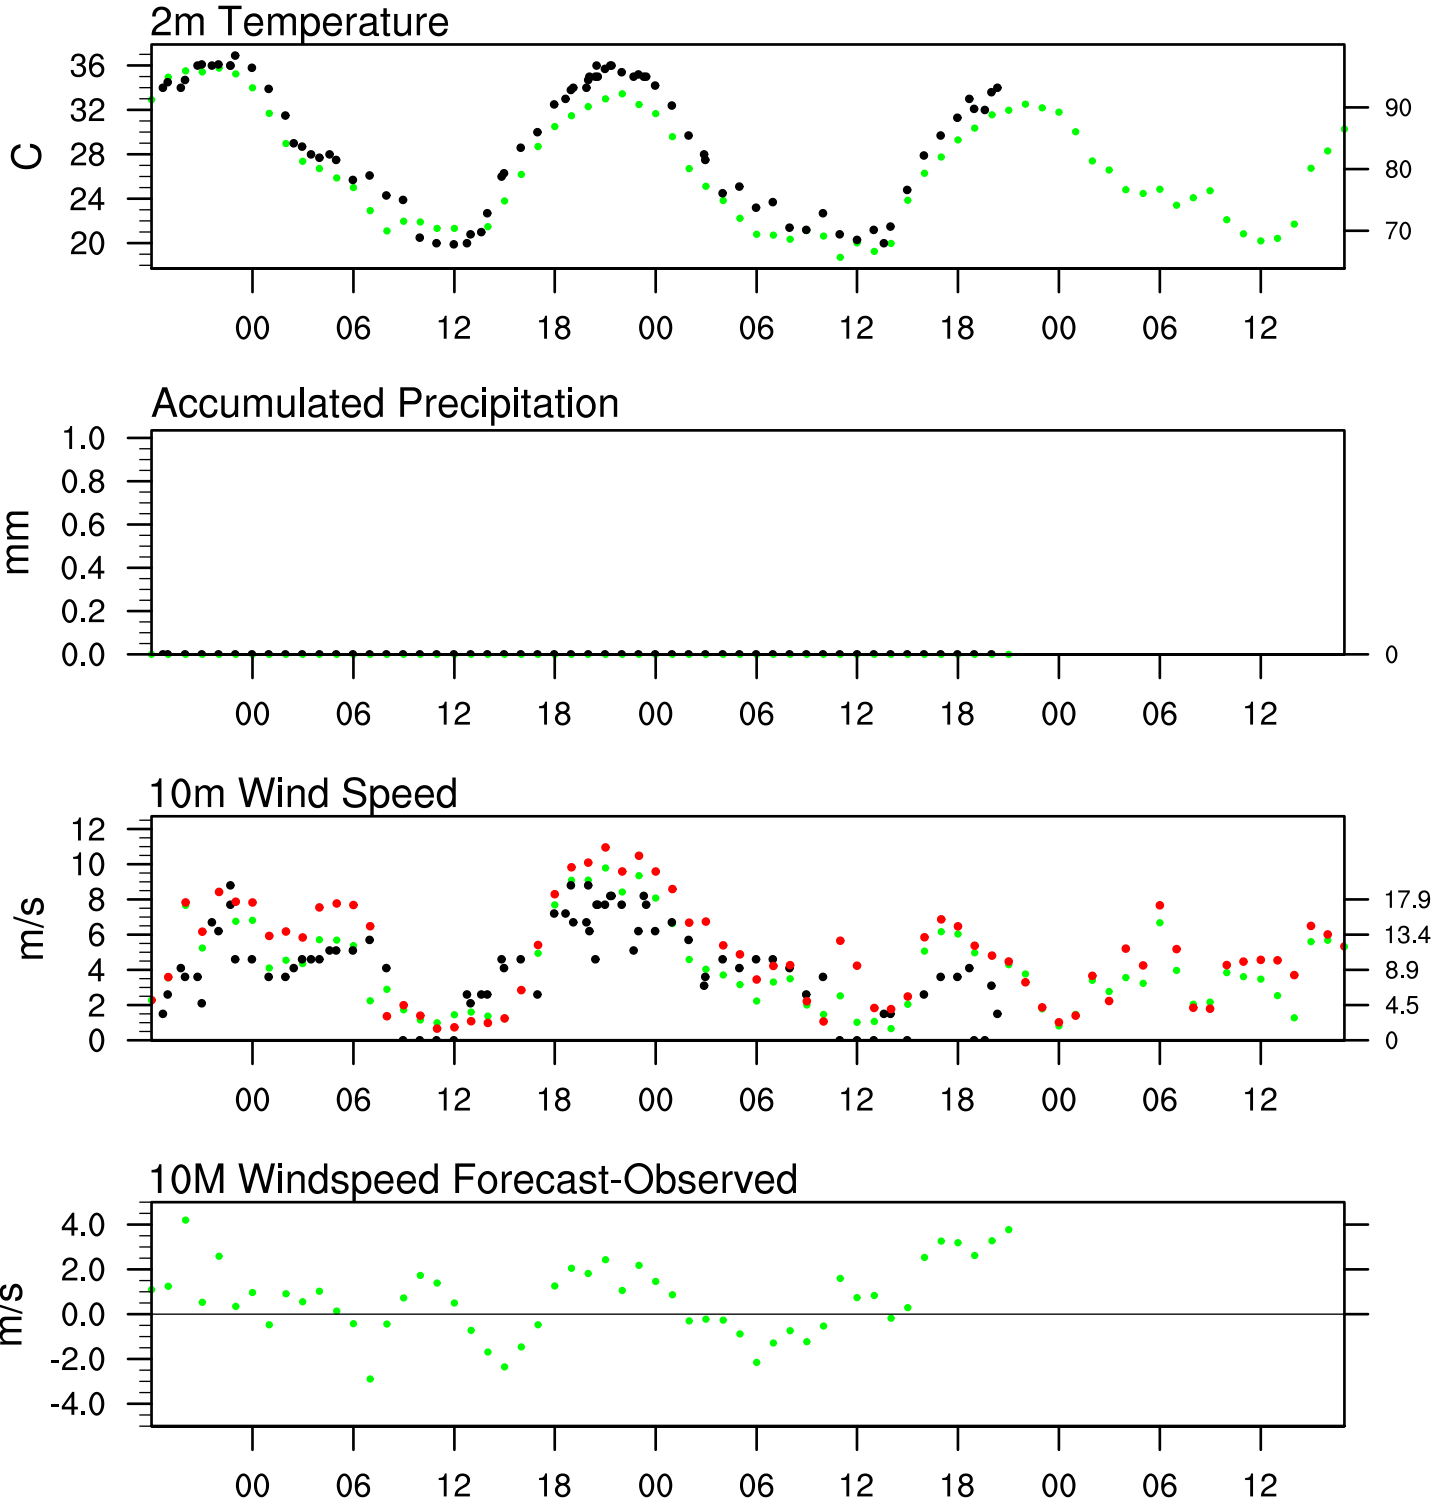 2m Temperature
36
32
28
24
20
C
90
80
70
00 06 12 18 00 06 12 18 00 06 12
Accumulated Precipitation
1.0
0.8
0.6
0.4
0.2
0.0
mm
0
00 06 12 18 00 06 12 18 00 06 12
10m Wind Speed
12
10
8
6
4
2
0
m/s
17.9
13.4
8.9
4.5
0
00 06 12 18 00 06 12 18 00 06 12
10M Windspeed Forecast-Observed
4.0
2.0
0.0
-2.0
-4.0
m/s
00 06 12 18 00 06 12 18 00 06 12